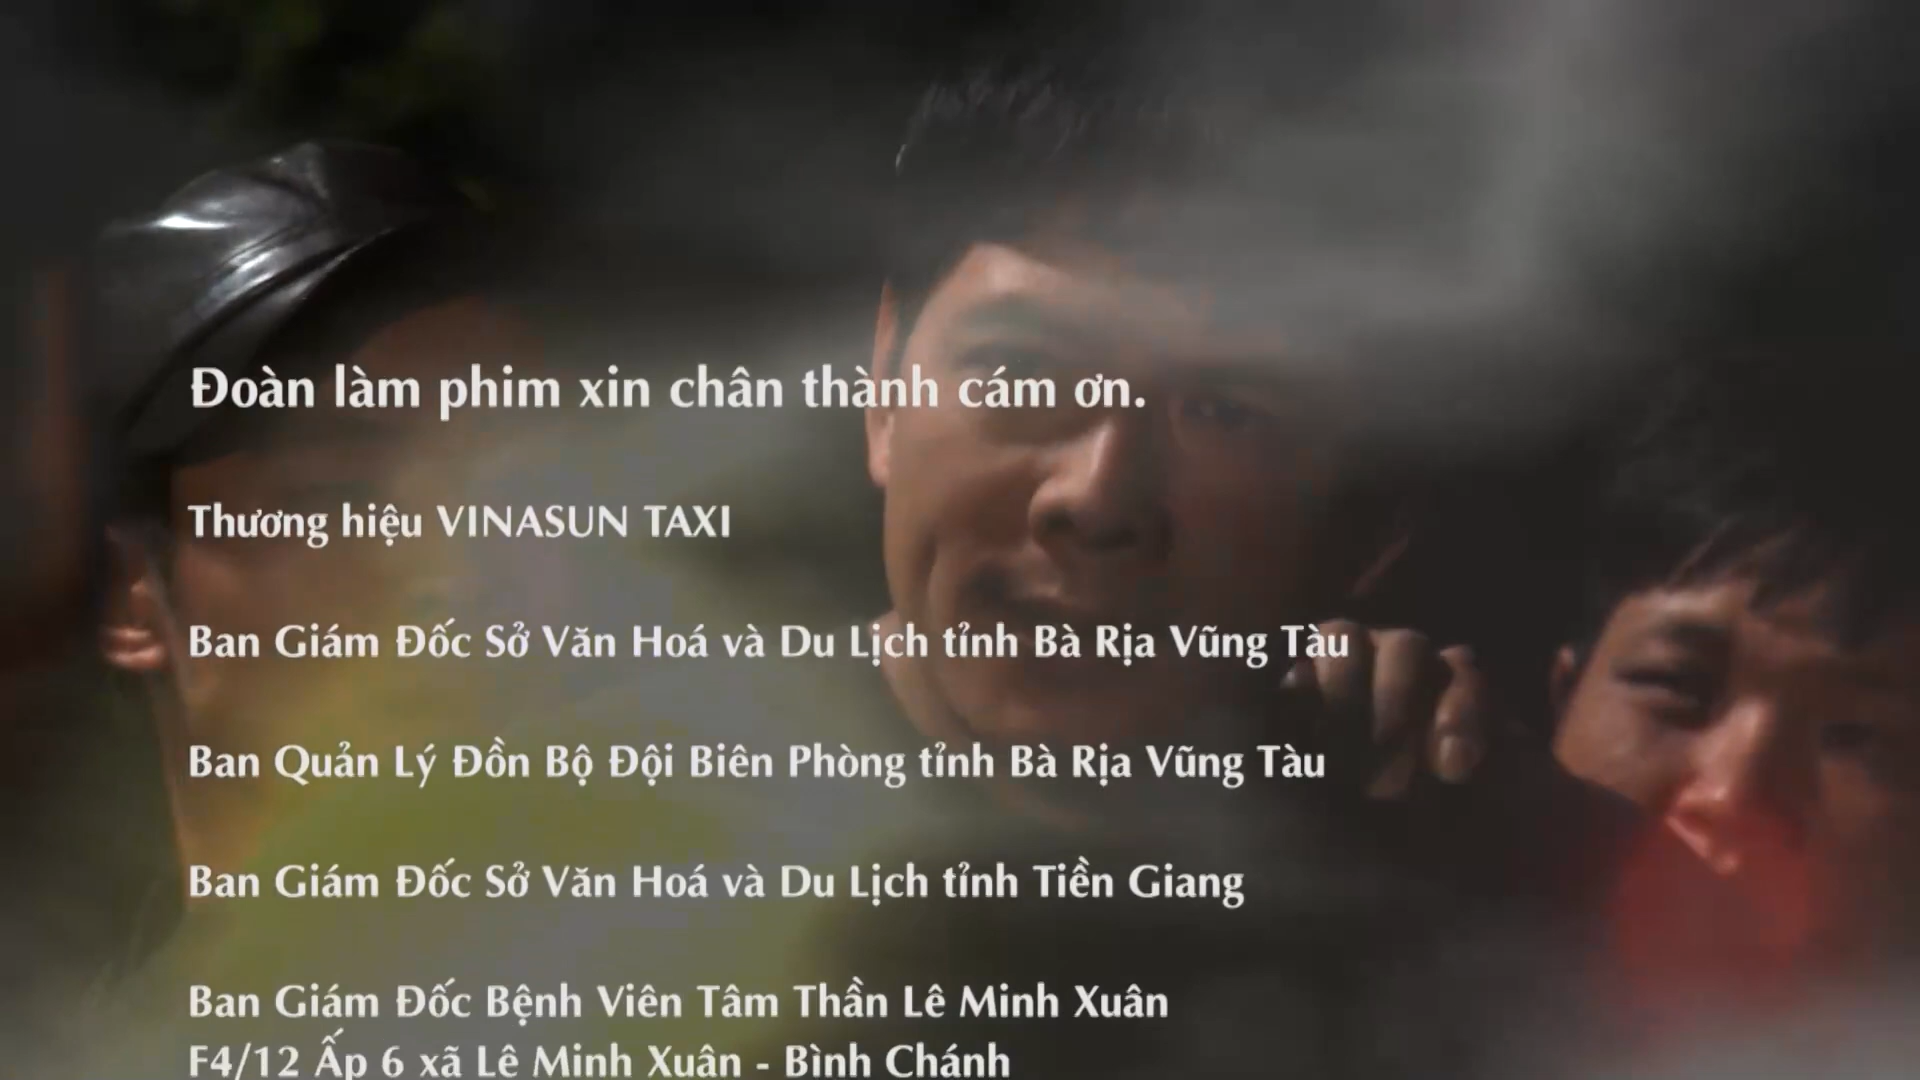 Đoàn làm phim xin chân thành cám ơn.
Thương hiệu VINASUN TAXI
Ban Giám Đốc Sở Văn Hoá và Du Lịch tỉnh Bà Rịa Vũng Tàu
Ban Quản Lý Đồn Bộ Đội Biên Phòng tỉnh Bà Rịa Vũng Tàu
Ban Giám Đốc Sở Văn Hoá và Du Lịch tỉnh Tiền Giang
Ban Giám Đốc Bệnh Viên Tâm Thần Lê Minh Xuân
F4/12 Ấp 6 xã Lê Minh Xuân - Bình Chánh